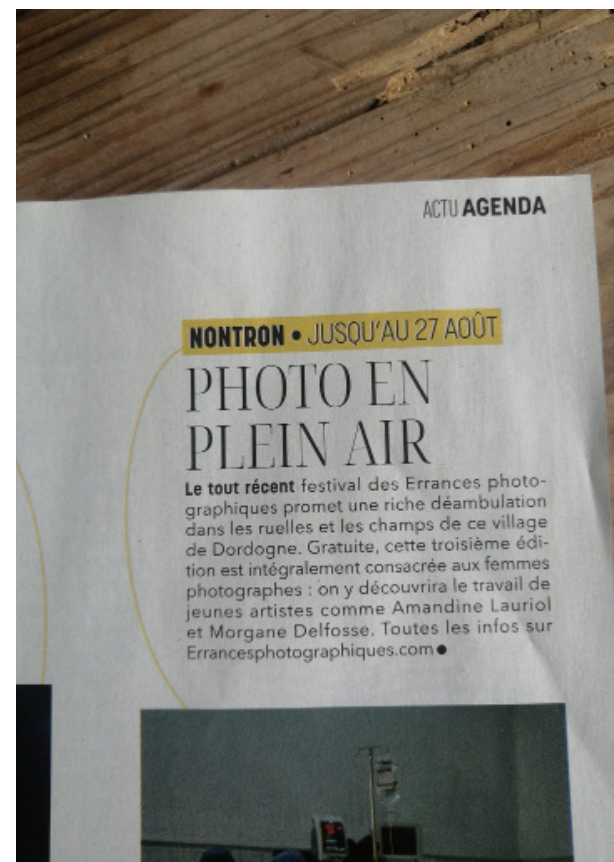 ACTU AGENDA
NONTRON • JUSQU'AU 27 AOÛT
PHOTO EN
PLEIN AIR
Le tout récent festival des Errances photo-
graphiques promet une riche déambulation
dans les ruelles et les champs de ce village
de Dordogne. Gratuite, cette troisième édi-
tion est intégralement consacrée aux femmes
photographes : on y découvrira le travail de
jeunes artistes comme Amandine Lauriol
et Morgane Delfosse. Toutes les infos sur
Errancesphotographiques.com ●